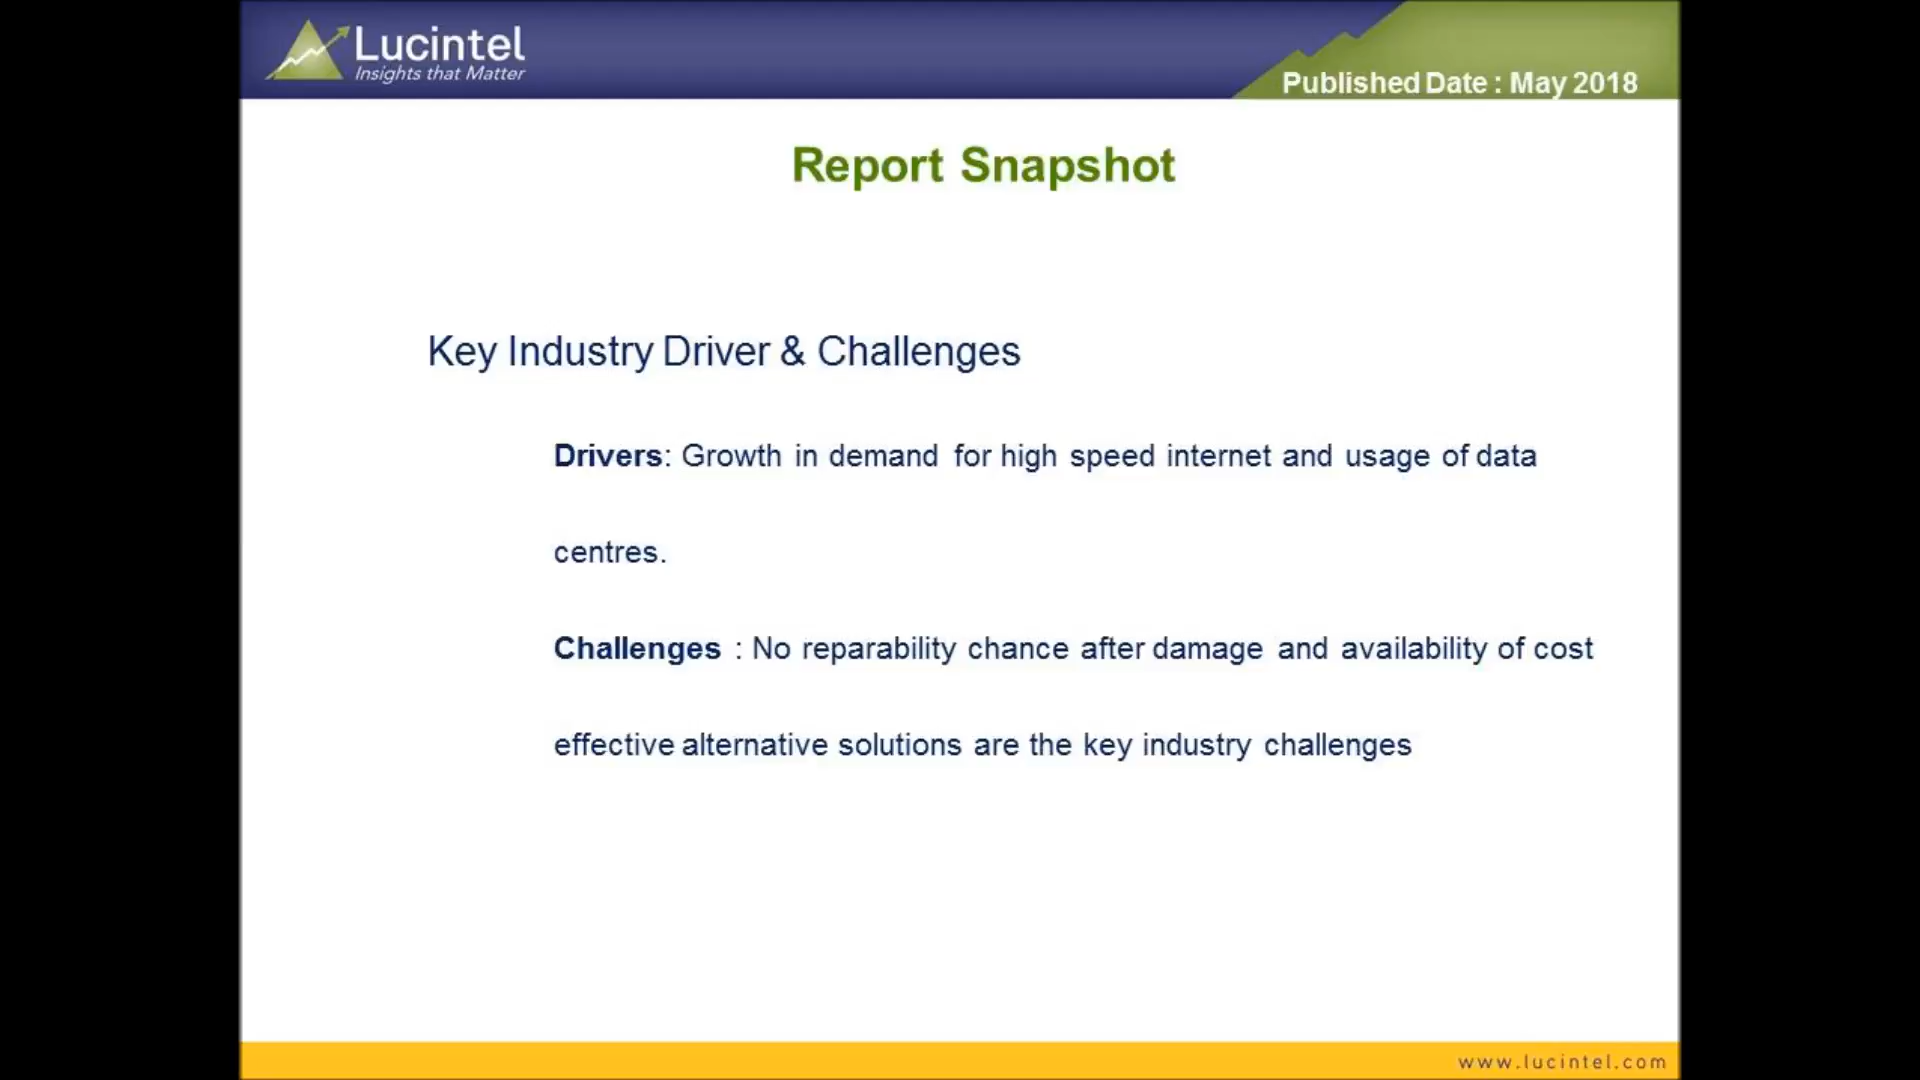 Lucintel
Insights that Matter
Published Date : May 2018
Report Snapshot
Key Industry Driver & Challenges
Drivers: Growth in demand for high speed internet and usage of data
centres.
Challenges : No reparability chance after damage and availability of cost
effective alternative solutions are the key industry challenges
www.lucintel.com